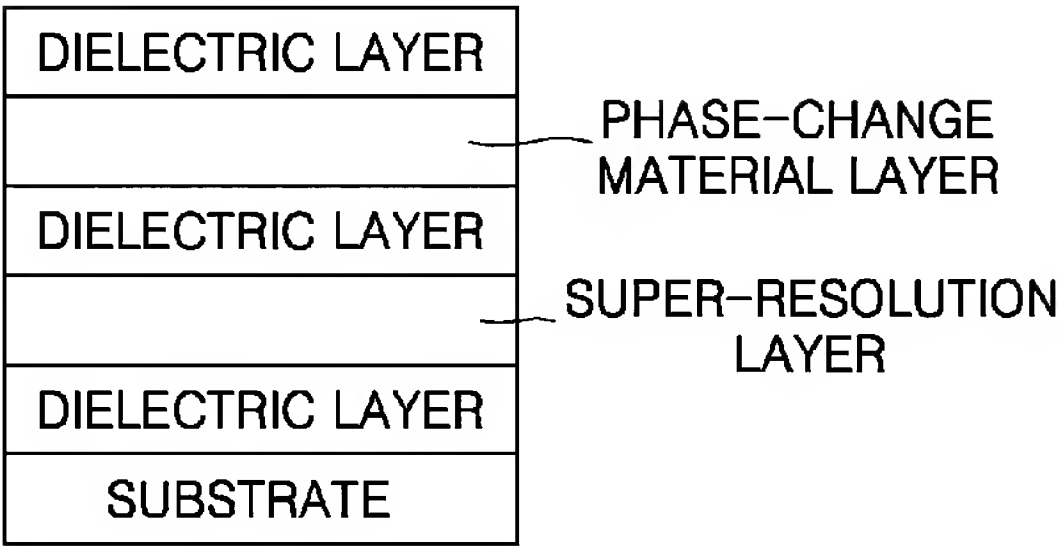 DIELECTRIC LAYER
PHASE-CHANGE
MATERIAL LAYER
DIELECTRIC LAYER
SUPER-RESOLUTION
LAYER
DIELECTRIC LAYER
SUBSTRATE